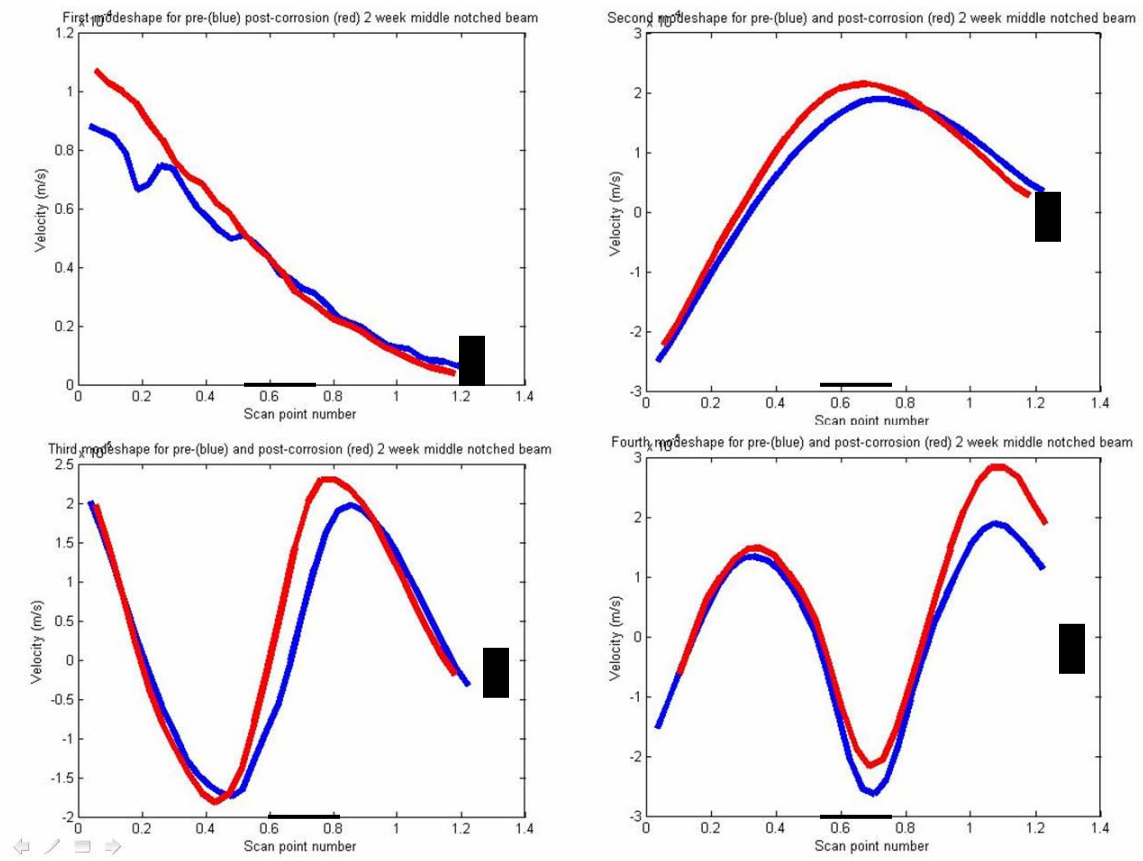 First modeshape for pre-(blue) post-corrosion (red) 2 week middle notched beam
x 10-4
1.2
1
0.8
0.6
0.4
0.2
0
Velocity (m/s)
0 0.2 0.4 0.6 0.8 1 1.2 1.4
Scan point number
Second modeshape for pre-(blue) and post-corrosion (red) 2 week middle notched beam
x 10-4
3
2
1
0
-1
-2
-3
Velocity (m/s)
0 0.2 0.4 0.6 0.8 1 1.2 1.4
Scan point number
Third modeshape for pre-(blue) and post-corrosion (red) 2 week middle notched beam
x 10-5
2.5
2
1.5
1
0.5
0
-0.5
-1
-1.5
-2
Velocity (m/s)
0 0.2 0.4 0.6 0.8 1 1.2 1.4
Scan point number
Fourth modeshape for pre-(blue) and post-corrosion (red) 2 week middle notched beam
3
2
1
0
-1
-2
-3
Velocity (m/s)
0 0.2 0.4 0.6 0.8 1 1.2 1.4
Scan point number